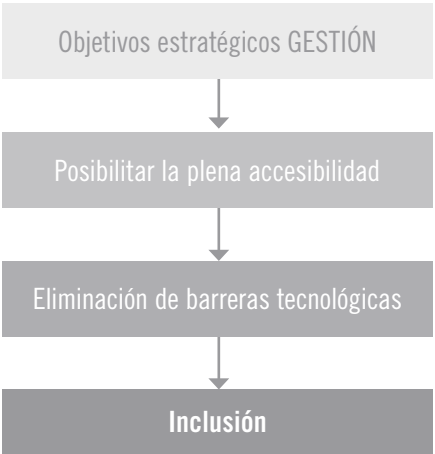 Objetivos estratégicos GESTIÓN
Posibilitar la plena accesibilidad
Eliminación de barreras tecnológicas
Inclusión